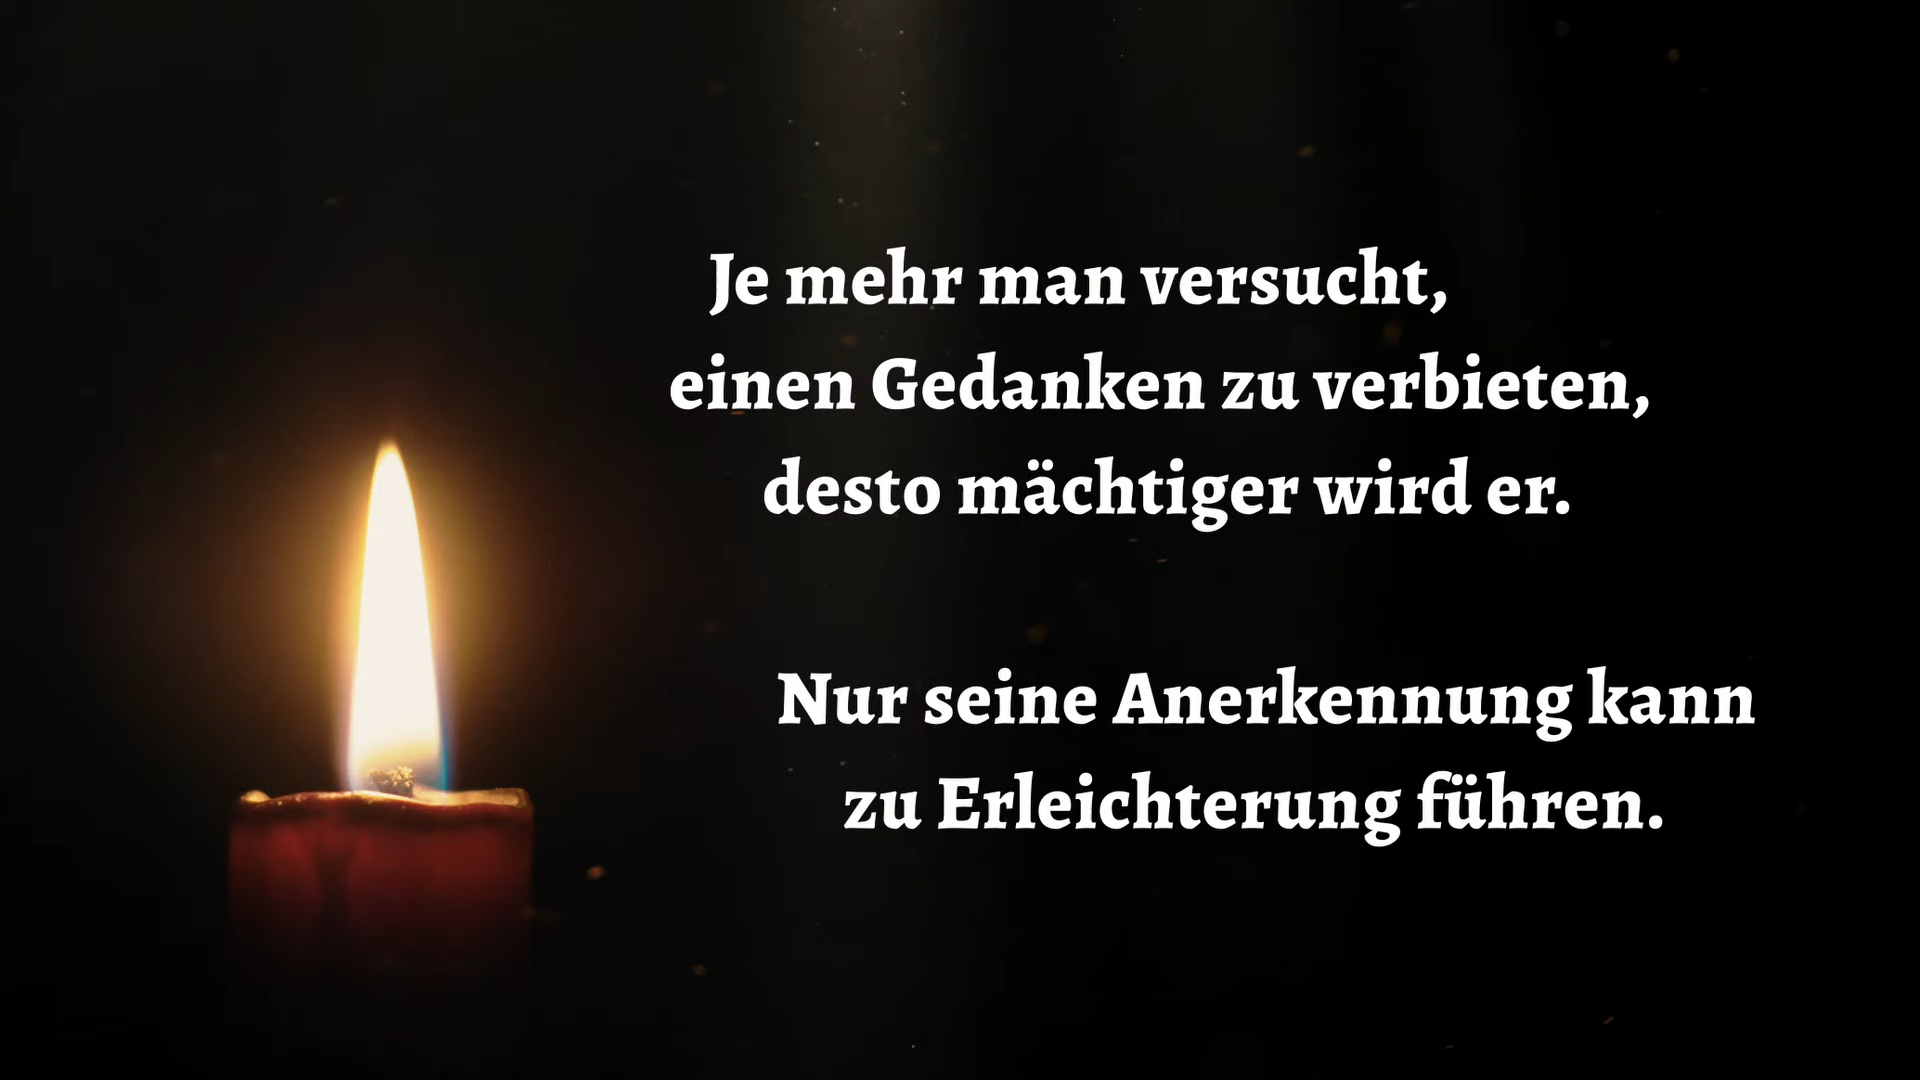 Je mehr man versucht,
einen Gedanken zu verbieten,
desto mächtiger wird er.
Nur seine Anerkennung kann
zu Erleichterung führen.